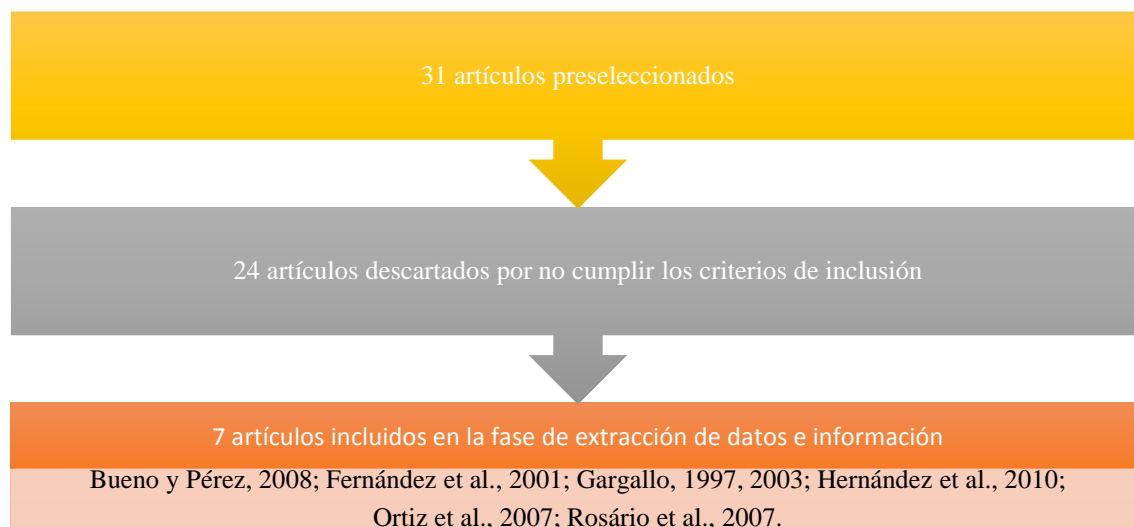 31 artículos preseleccionados
24 artículos descartados por no cumplir los criterios de inclusión
7 artículos incluidos en la fase de extracción de datos e información
Bueno y Pérez, 2008; Fernández et al., 2001; Gargallo, 1997, 2003; Hernández et al., 2010;
Ortiz et al., 2007; Rosário et al., 2007.